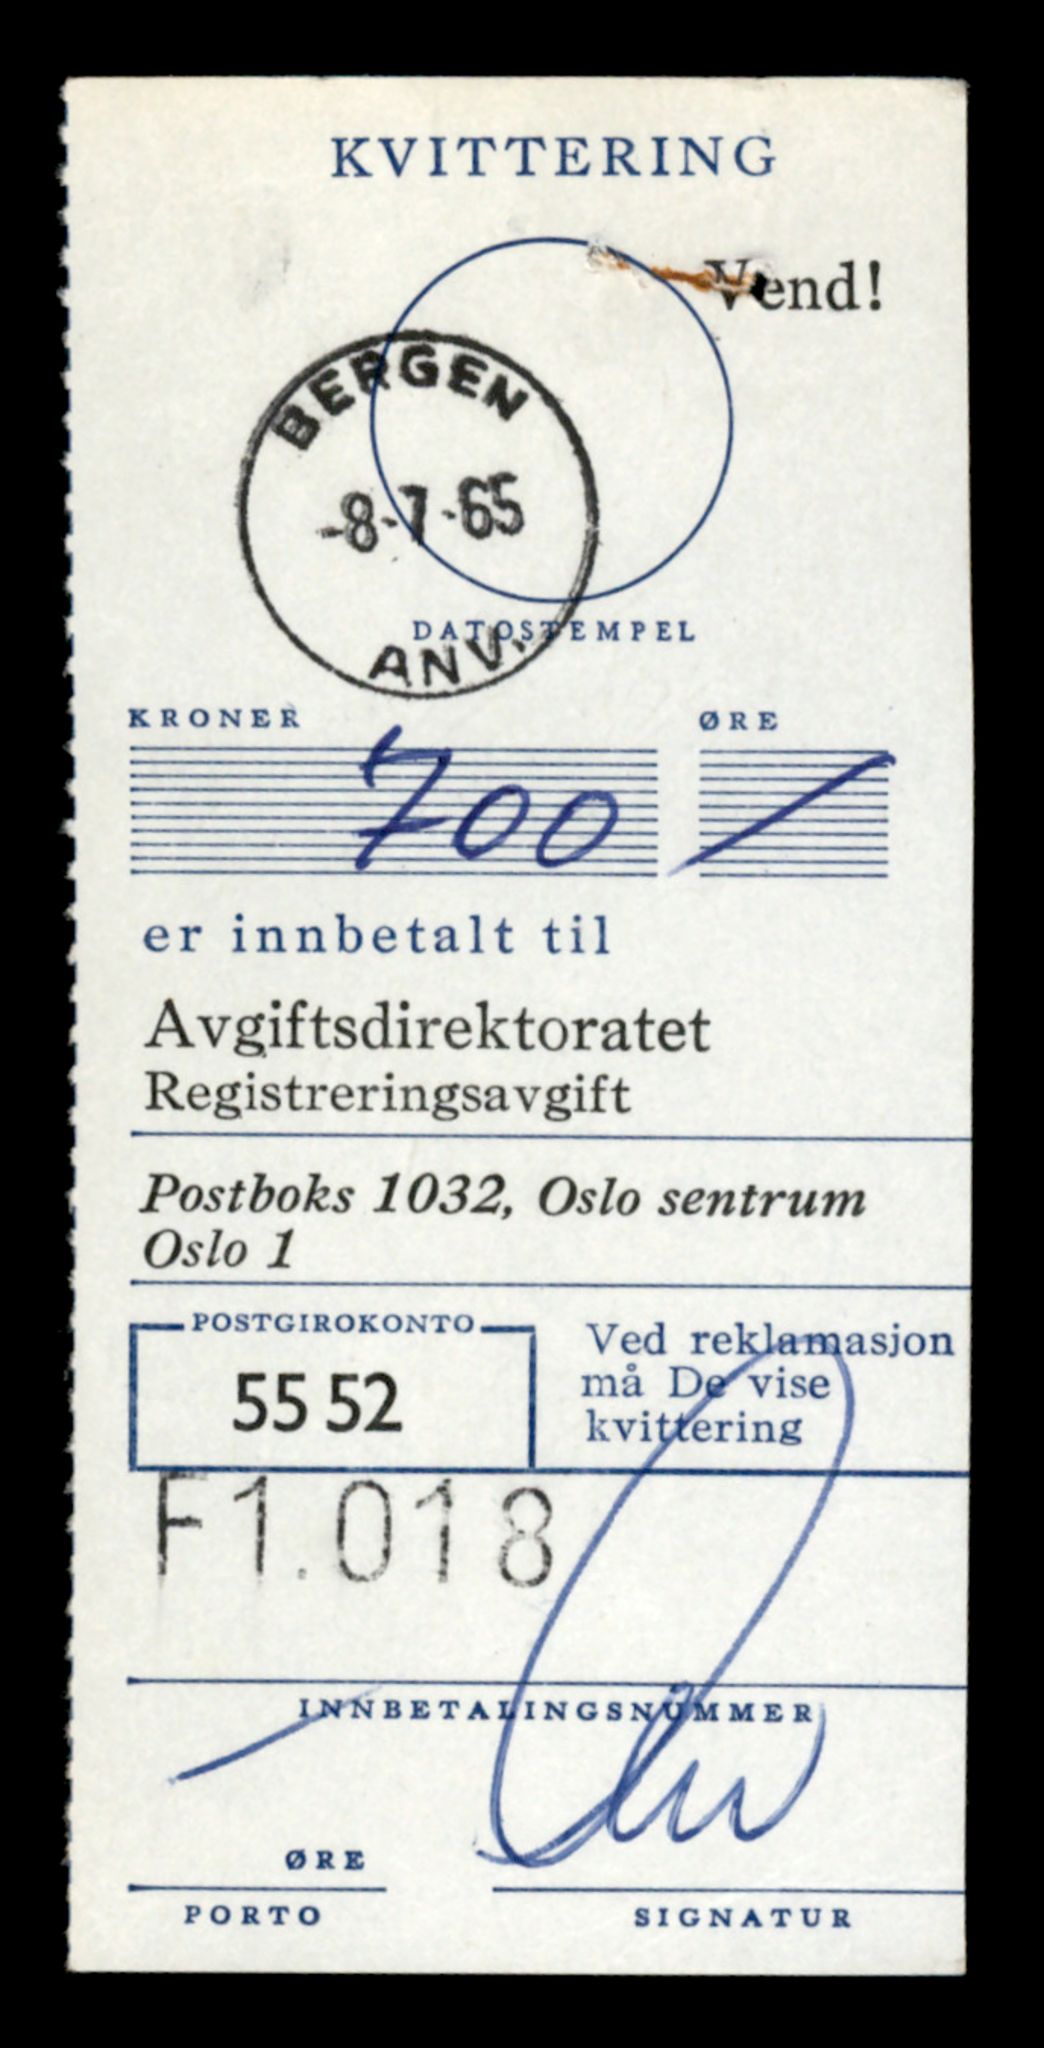 KVITTERING
Vend!
BERGEN
-8-7-65
ANV.
DATOSTEMPEL
KRONER ØRE
700 /
er innbetalt til
Avgiftsdirektoratet
Registreringsavgift
Postboks 1032, Oslo sentrum
Oslo 1
POSTGIROKONTO
55 52
Ved reklamasjon
må De vise
kvittering
F1.018
INNBETALINGSNUMMER
ØRE
PORTO
SIGNATUR